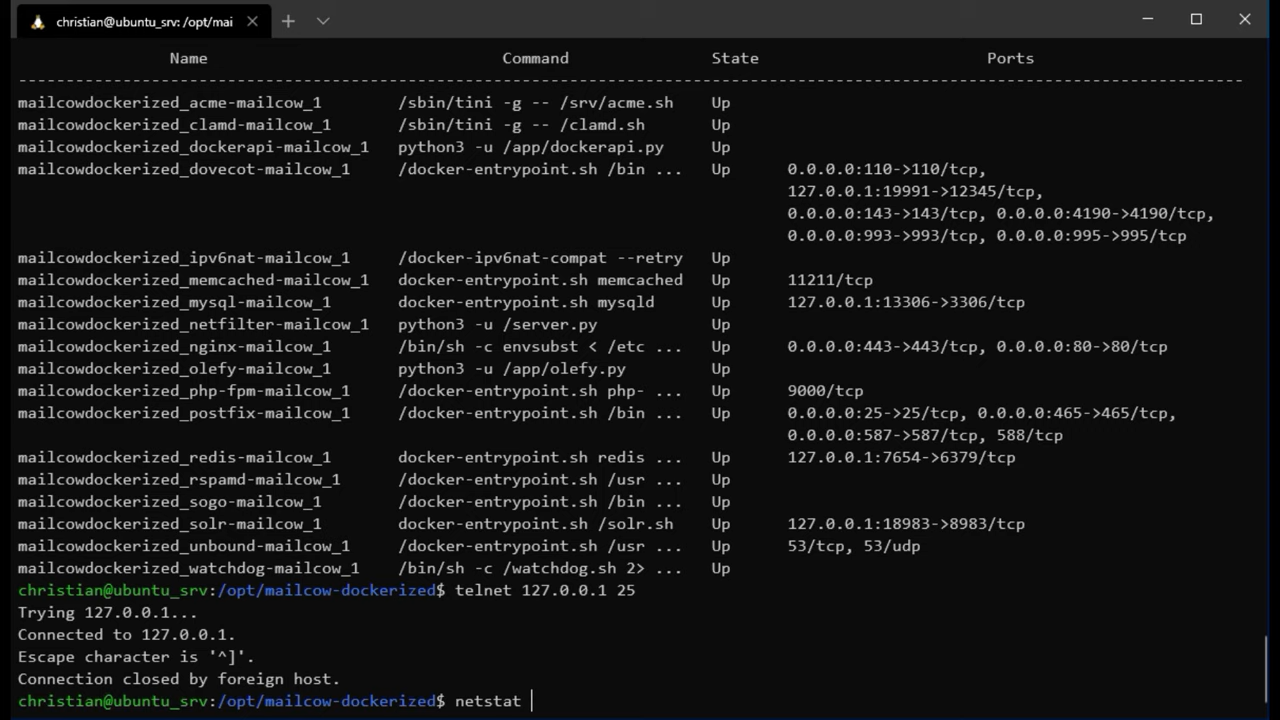 christian@ubuntu_srv: /opt/mai
Name Command State Ports
--------------------------------------------------------------------------------------------------------------------------------
mailcowdockerized_acme-mailcow_1 /sbin/tini -g -- /srv/acme.sh Up
mailcowdockerized_clamd-mailcow_1 /sbin/tini -g -- /clamd.sh Up
mailcowdockerized_dockerapi-mailcow_1 python3 -u /app/dockerapi.py Up
mailcowdockerized_dovecot-mailcow_1 /docker-entrypoint.sh /bin ... Up 0.0.0.0:110->110/tcp,
127.0.0.1:19991->12345/tcp,
0.0.0.0:143->143/tcp, 0.0.0.0:4190->4190/tcp,
0.0.0.0:993->993/tcp, 0.0.0.0:995->995/tcp
mailcowdockerized_ipv6nat-mailcow_1 /docker-ipv6nat-compat --retry Up
mailcowdockerized_memcached-mailcow_1 docker-entrypoint.sh memcached Up 11211/tcp
mailcowdockerized_mysql-mailcow_1 docker-entrypoint.sh mysqld Up 127.0.0.1:13306->3306/tcp
mailcowdockerized_netfilter-mailcow_1 python3 -u /server.py Up
mailcowdockerized_nginx-mailcow_1 /bin/sh -c envsubst < /etc ... Up 0.0.0.0:443->443/tcp, 0.0.0.0:80->80/tcp
mailcowdockerized_olefy-mailcow_1 python3 -u /app/olefy.py Up
mailcowdockerized_php-fpm-mailcow_1 /docker-entrypoint.sh php- ... Up 9000/tcp
mailcowdockerized_postfix-mailcow_1 /docker-entrypoint.sh /bin ... Up 0.0.0.0:25->25/tcp, 0.0.0.0:465->465/tcp,
0.0.0.0:587->587/tcp, 588/tcp
mailcowdockerized_redis-mailcow_1 docker-entrypoint.sh redis ... Up 127.0.0.1:7654->6379/tcp
mailcowdockerized_rspamd-mailcow_1 /docker-entrypoint.sh /usr ... Up
mailcowdockerized_sogo-mailcow_1 /docker-entrypoint.sh /bin ... Up
mailcowdockerized_solr-mailcow_1 docker-entrypoint.sh /solr.sh Up 127.0.0.1:18983->8983/tcp
mailcowdockerized_unbound-mailcow_1 /docker-entrypoint.sh /usr ... Up 53/tcp, 53/udp
mailcowdockerized_watchdog-mailcow_1 /bin/sh -c /watchdog.sh 2> ... Up
christian@ubuntu_srv:/opt/mailcow-dockerized$ telnet 127.0.0.1 25
Trying 127.0.0.1...
Connected to 127.0.0.1.
Escape character is '^]'.
Connection closed by foreign host.
christian@ubuntu_srv:/opt/mailcow-dockerized$ netstat